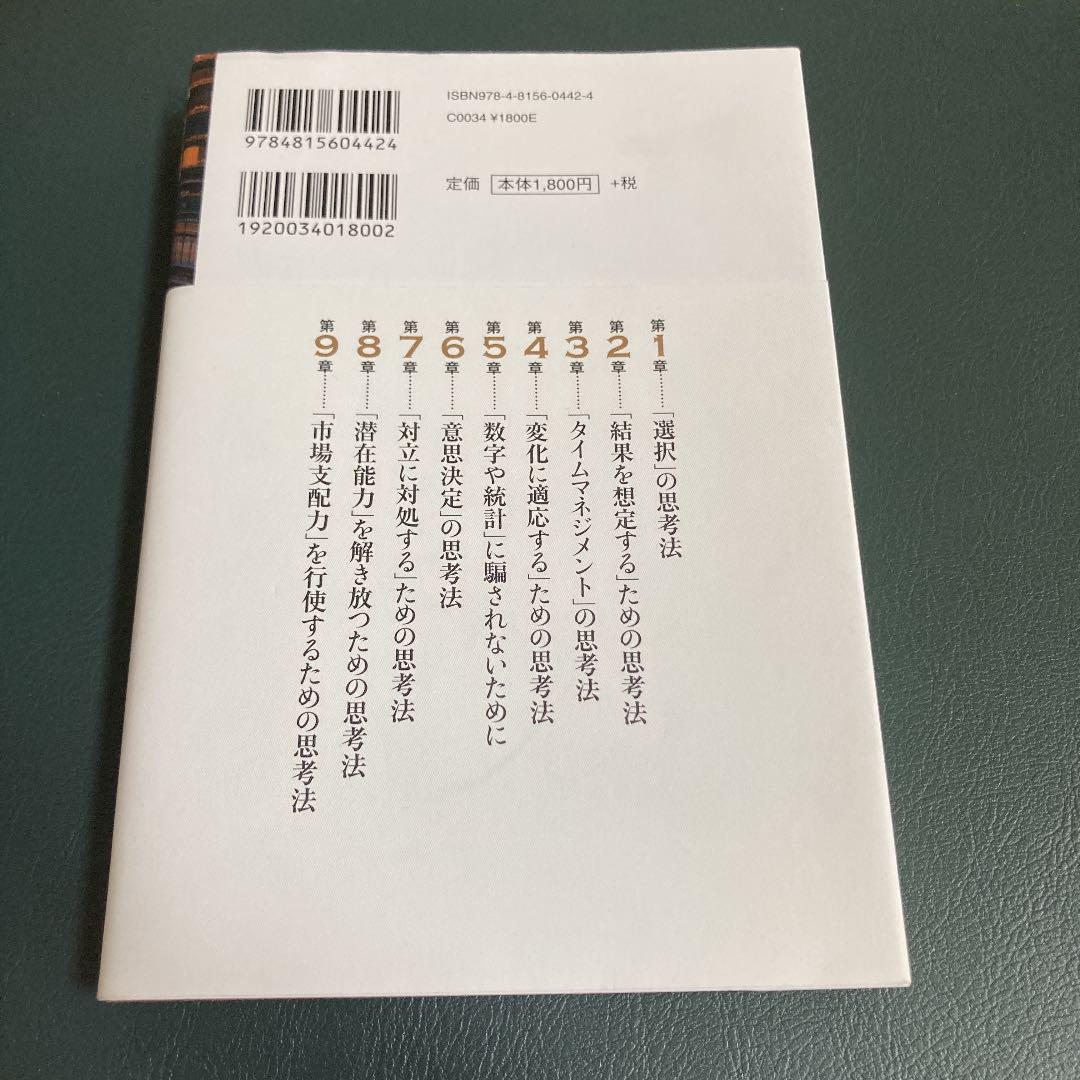 ISBN978-4-8156-0442-4
C0034 ¥1800E
9784815604424
定価 本体1,800円 +税
1920034018002
第1章………「選択」の思考法
第2章………「結果を想定する」ための思考法
第3章………「タイムマネジメント」の思考法
第4章………「変化に適応する」ための思考法
第5章………「数字や統計」に騙されないために
第6章………「意思決定」の思考法
第7章………「対立に対処する」ための思考法
第8章………「潜在能力」を解き放つための思考法
第9章………「市場支配力」を行使するための思考法